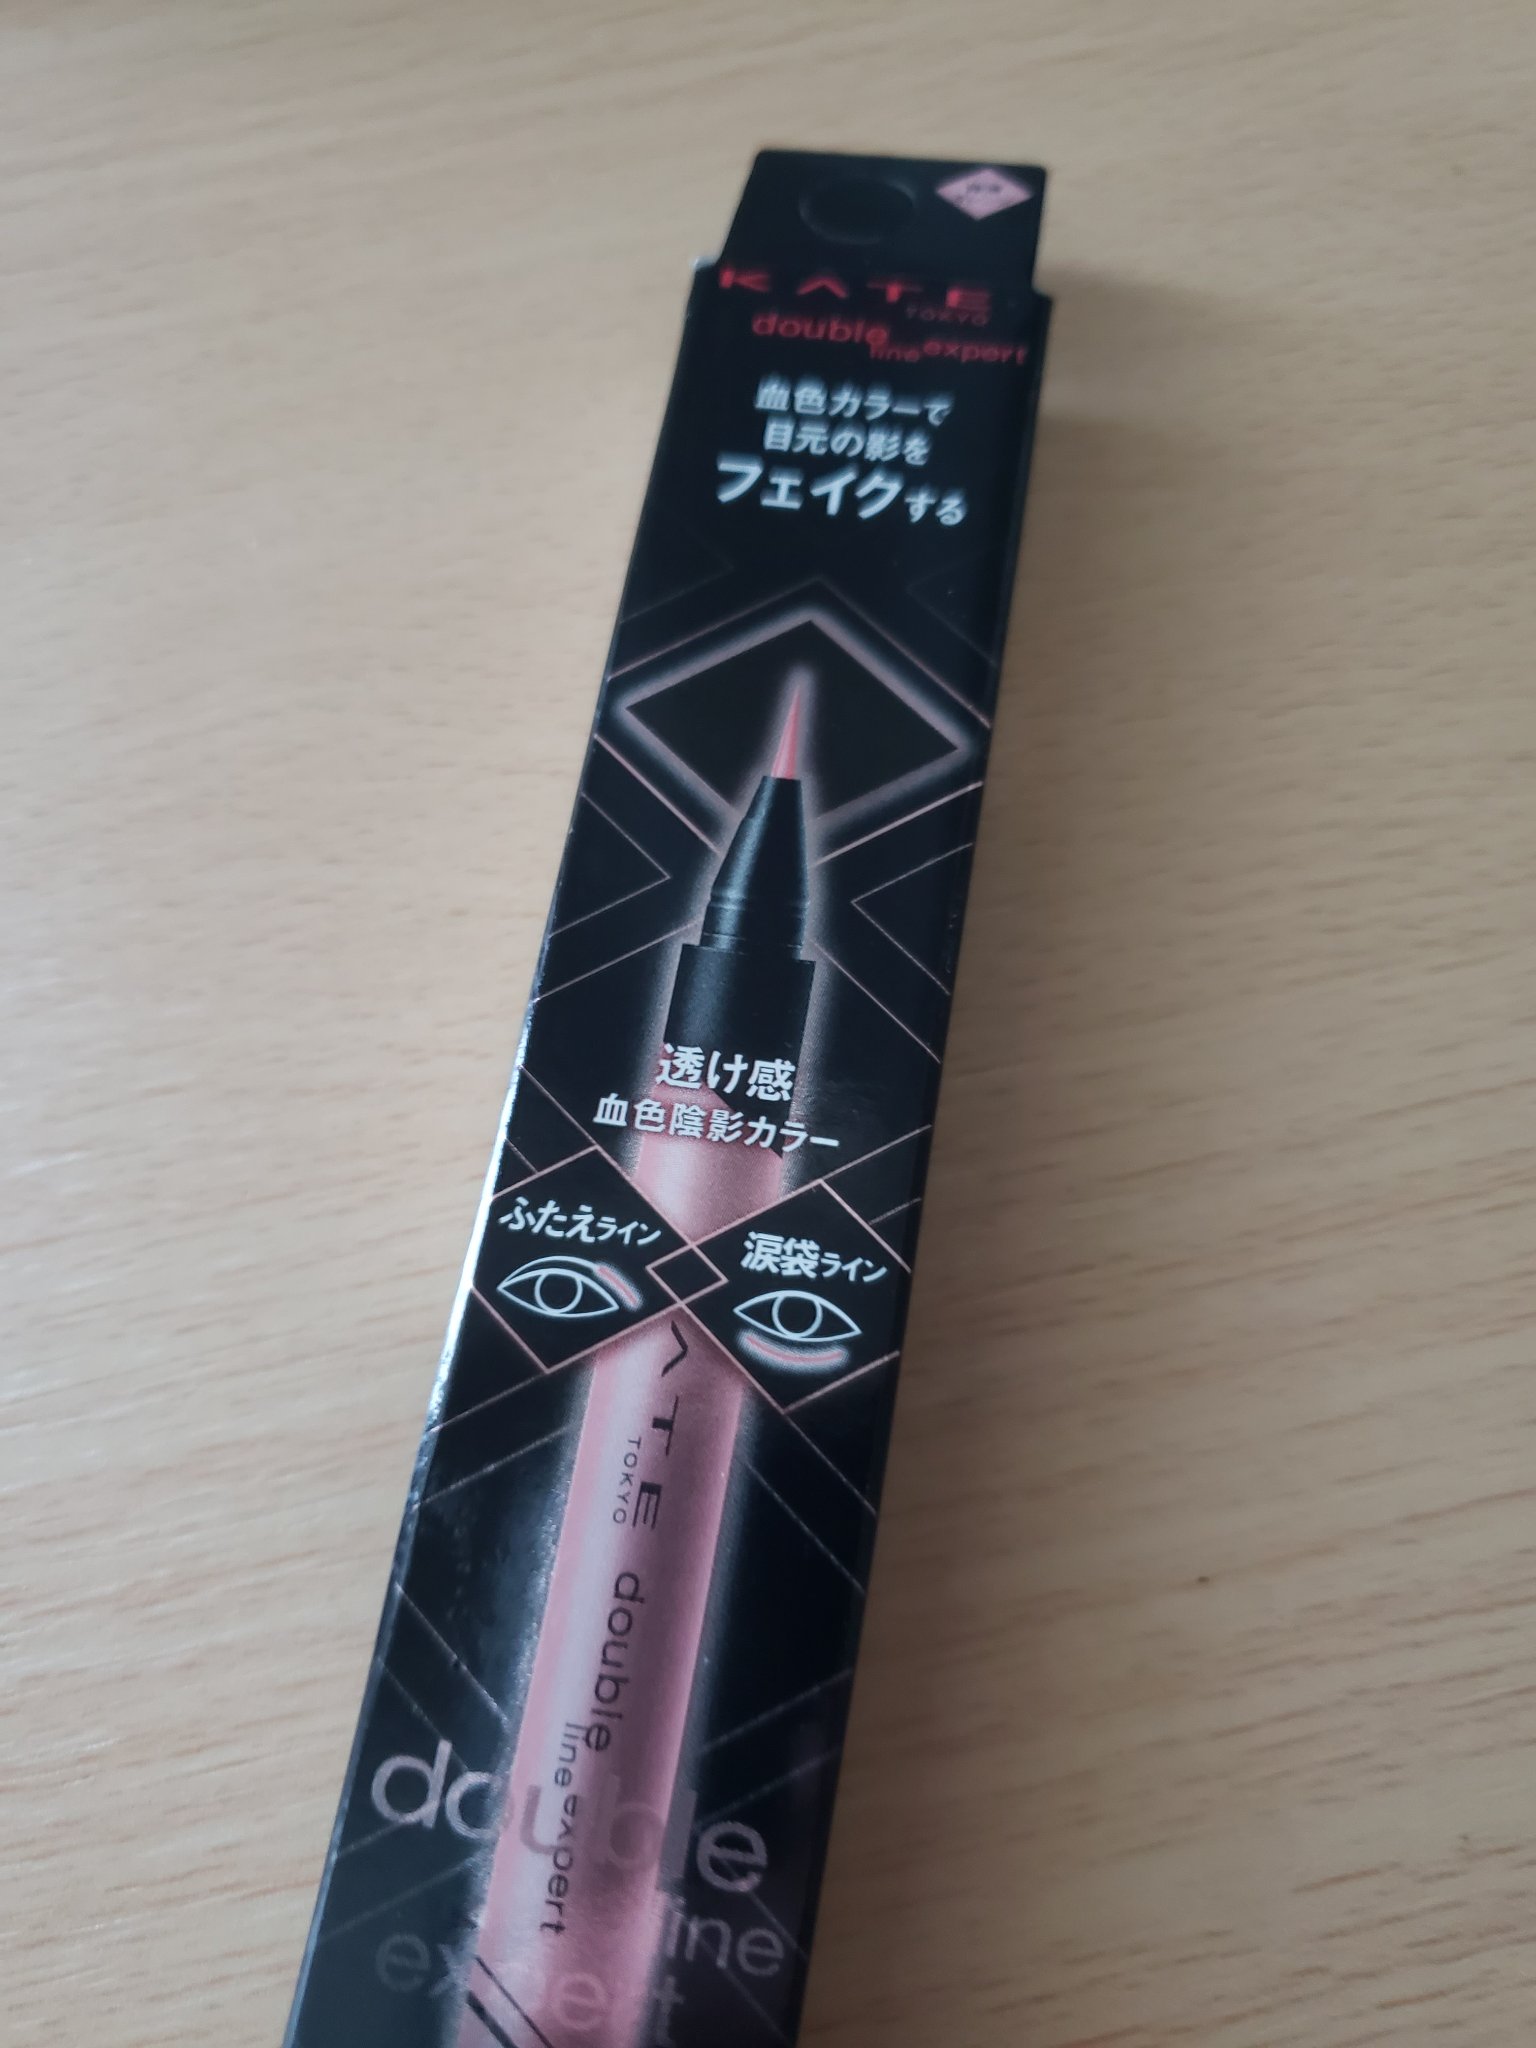 KATE
TOKYO
double
line expert
血色カラーで
目元の影を
フェイクする
透け感
血色陰影カラー
ふたえライン
涙袋ライン
ATE
TOKYO
double
line expert
double
line
expert